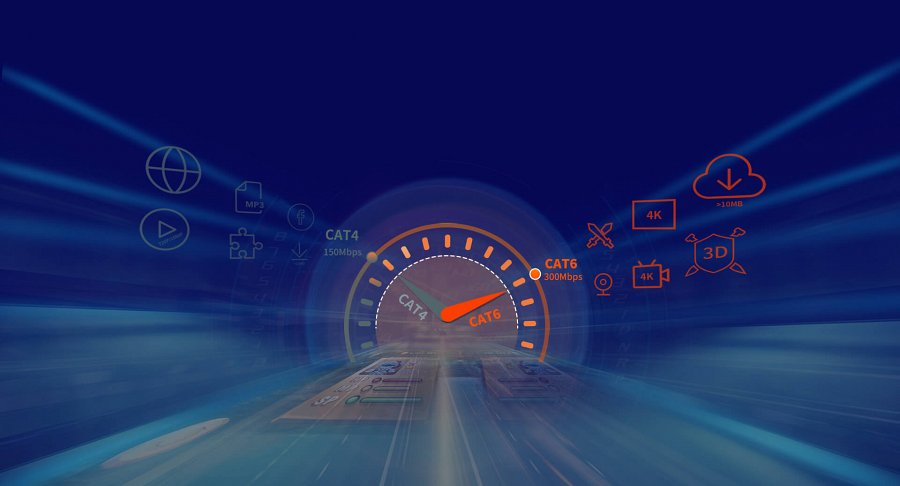 MP3
CAT4
150Mbps
CAT4
CAT6
CAT6
300Mbps
4K
4K
>10MB
3D